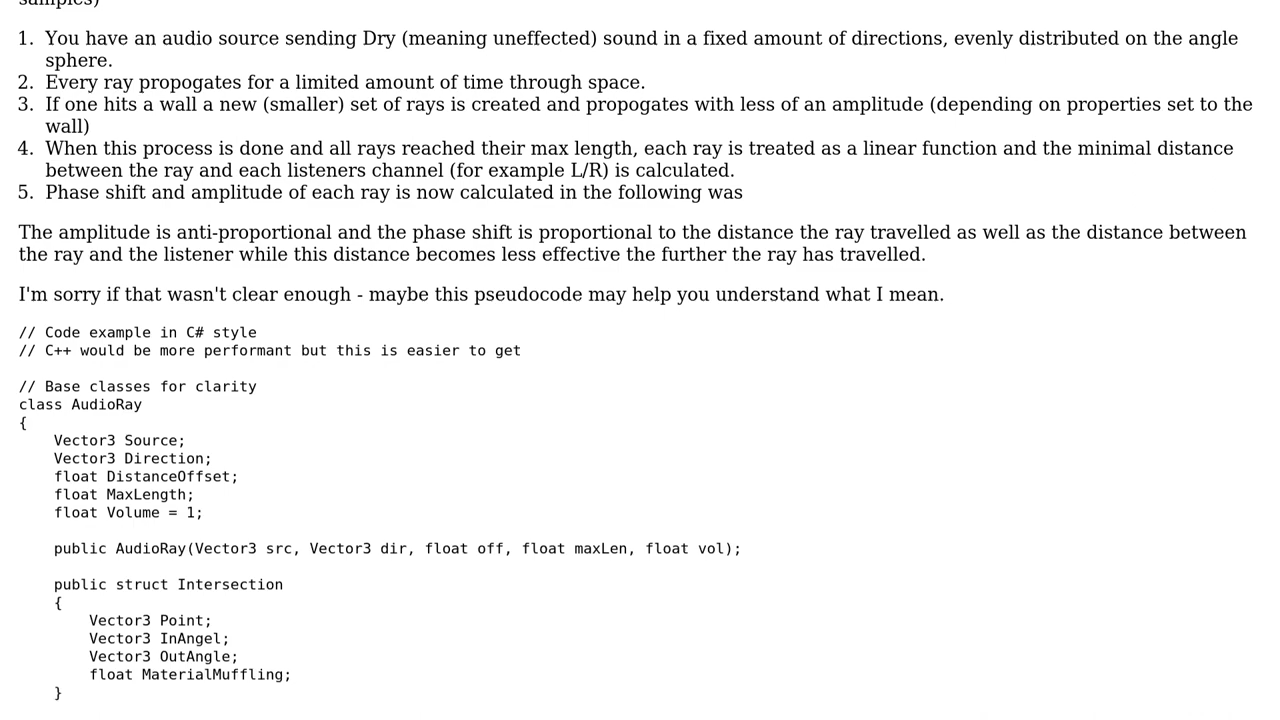 samples)
1. You have an audio source sending Dry (meaning uneffected) sound in a fixed amount of directions, evenly distributed on the angle
sphere.
2. Every ray propogates for a limited amount of time through space.
3. If one hits a wall a new (smaller) set of rays is created and propogates with less of an amplitude (depending on properties set to the
wall)
4. When this process is done and all rays reached their max length, each ray is treated as a linear function and the minimal distance
between the ray and each listeners channel (for example L/R) is calculated.
5. Phase shift and amplitude of each ray is now calculated in the following was
The amplitude is anti-proportional and the phase shift is proportional to the distance the ray travelled as well as the distance between
the ray and the listener while this distance becomes less effective the further the ray has travelled.
I'm sorry if that wasn't clear enough - maybe this pseudocode may help you understand what I mean.
// Code example in C# style
// C++ would be more performant but this is easier to get
// Base classes for clarity
class AudioRay
{
    Vector3 Source;
    Vector3 Direction;
    float DistanceOffset;
    float MaxLength;
    float Volume = 1;
    public AudioRay(Vector3 src, Vector3 dir, float off, float maxLen, float vol);
    public struct Intersection
    {
        Vector3 Point;
        Vector3 InAngel;
        Vector3 OutAngle;
        float MaterialMuffling;
    }